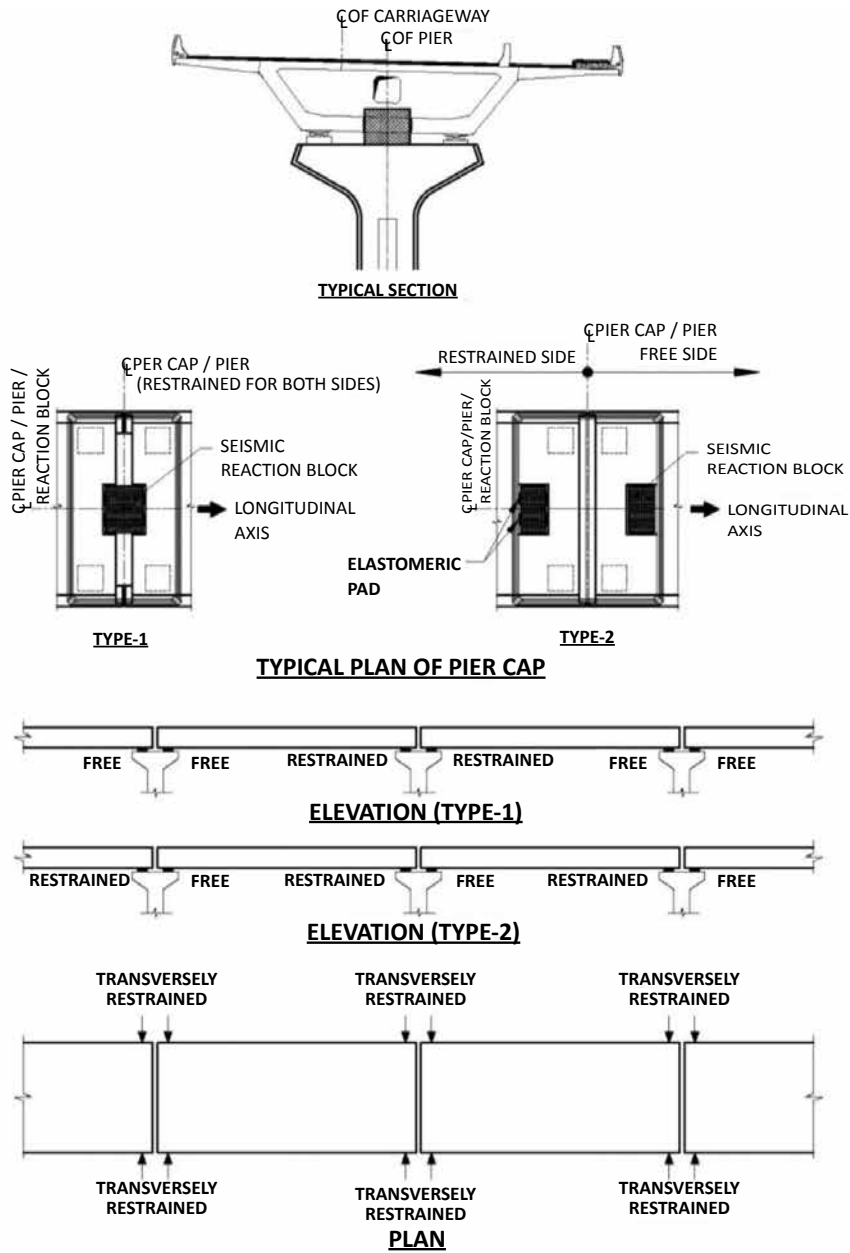 ℄ OF CARRIAGEWAY
℄ OF PIER
TYPICAL SECTION
℄ PIER CAP / PIER /
REACTION BLOCK
℄ PER CAP / PIER
(RESTRAINED FOR BOTH SIDES)
SEISMIC
REACTION BLOCK
LONGITUDINAL
AXIS
TYPE-1
℄ PIER CAP / PIER
RESTRAINED SIDE
FREE SIDE
℄ PIER CAP/PIER/
REACTION BLOCK
SEISMIC
REACTION BLOCK
LONGITUDINAL
AXIS
ELASTOMERIC
PAD
TYPE-2
TYPICAL PLAN OF PIER CAP
FREE FREE RESTRAINED RESTRAINED FREE FREE
ELEVATION (TYPE-1)
RESTRAINED FREE RESTRAINED FREE RESTRAINED FREE
ELEVATION (TYPE-2)
TRANSVERSELY
RESTRAINED
TRANSVERSELY
RESTRAINED
TRANSVERSELY
RESTRAINED
TRANSVERSELY
RESTRAINED
TRANSVERSELY
RESTRAINED
TRANSVERSELY
RESTRAINED
PLAN